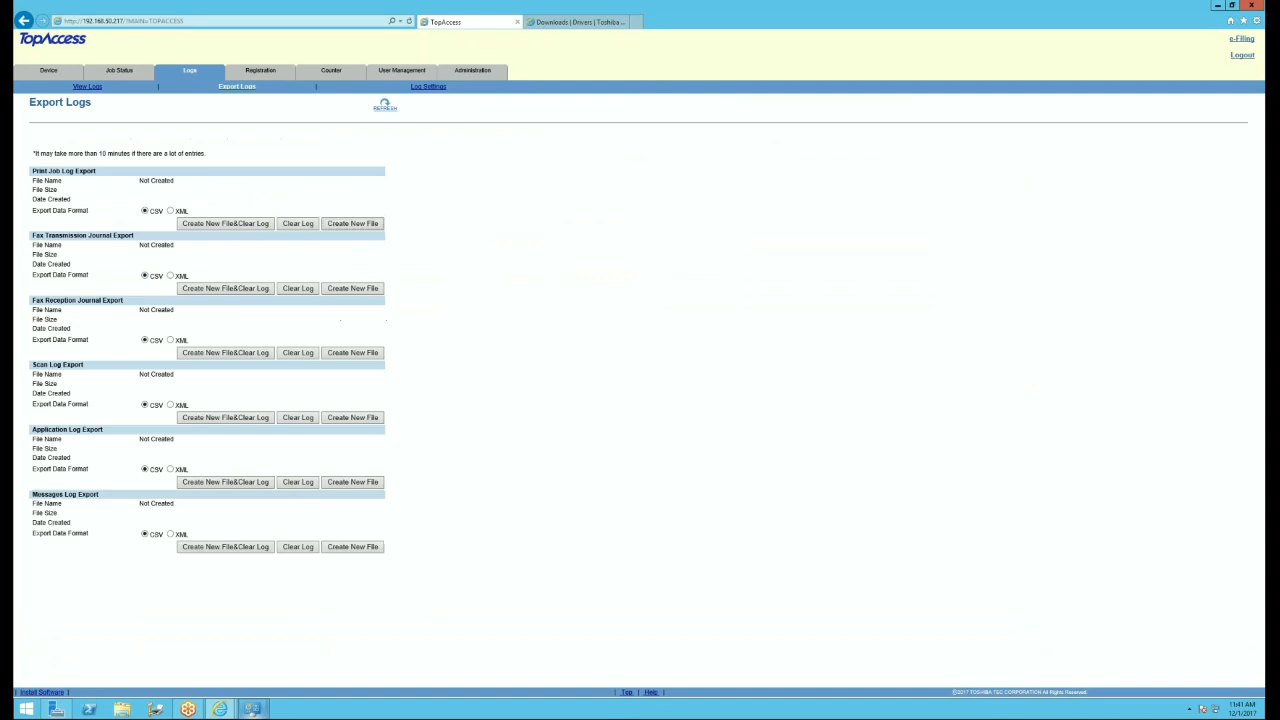 http://192.168.50.217/?MAIN=TOPACCESS
TopAccess
Downloads | Drivers | Toshiba ...
TopAccess
e-Filing
Logout
Device
Job Status
Logs
Registration
Counter
User Management
Administration
View Logs | Export Logs | Log Settings
Export Logs
REFRESH
*It may take more than 10 minutes if there are a lot of entries.
Print Job Log Export
File Name Not Created
File Size
Date Created
Export Data Format CSV XML
Create New File&Clear Log Clear Log Create New File
Fax Transmission Journal Export
File Name Not Created
File Size
Date Created
Export Data Format CSV XML
Create New File&Clear Log Clear Log Create New File
Fax Reception Journal Export
File Name Not Created
File Size
Date Created
Export Data Format CSV XML
Create New File&Clear Log Clear Log Create New File
Scan Log Export
File Name Not Created
File Size
Date Created
Export Data Format CSV XML
Create New File&Clear Log Clear Log Create New File
Application Log Export
File Name Not Created
File Size
Date Created
Export Data Format CSV XML
Create New File&Clear Log Clear Log Create New File
Messages Log Export
File Name Not Created
File Size
Date Created
Export Data Format CSV XML
Create New File&Clear Log Clear Log Create New File
Install Software |
| Top | Help |
©2017 TOSHIBA TEC CORPORATION All Rights Reserved.
11:41 AM
12/1/2017